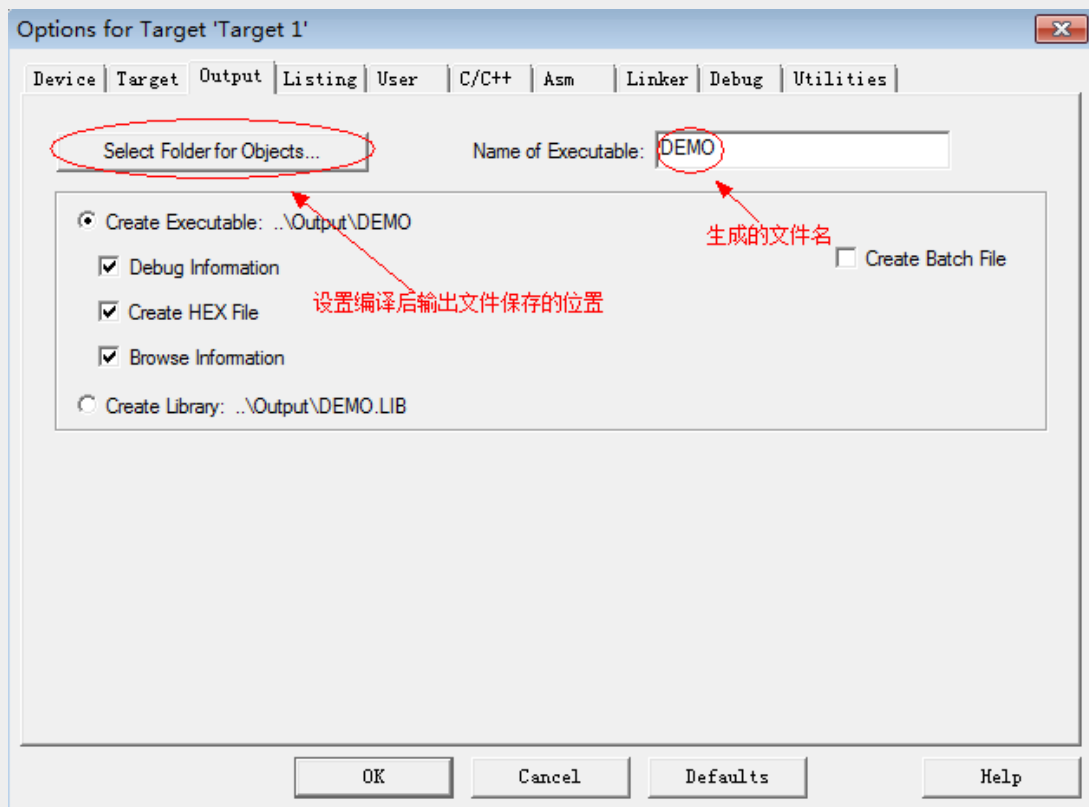 Options for Target 'Target 1'
Device Target Output Listing User C/C++ Asm Linker Debug Utilities
Select Folder for Objects... Name of Executable: DEMO
Create Executable: ..\Output\DEMO
生成的文件名
Debug Information
Create Batch File
设置编译后输出文件保存的位置
Create HEX File
Browse Information
Create Library: ..\Output\DEMO.LIB
OK Cancel Defaults Help